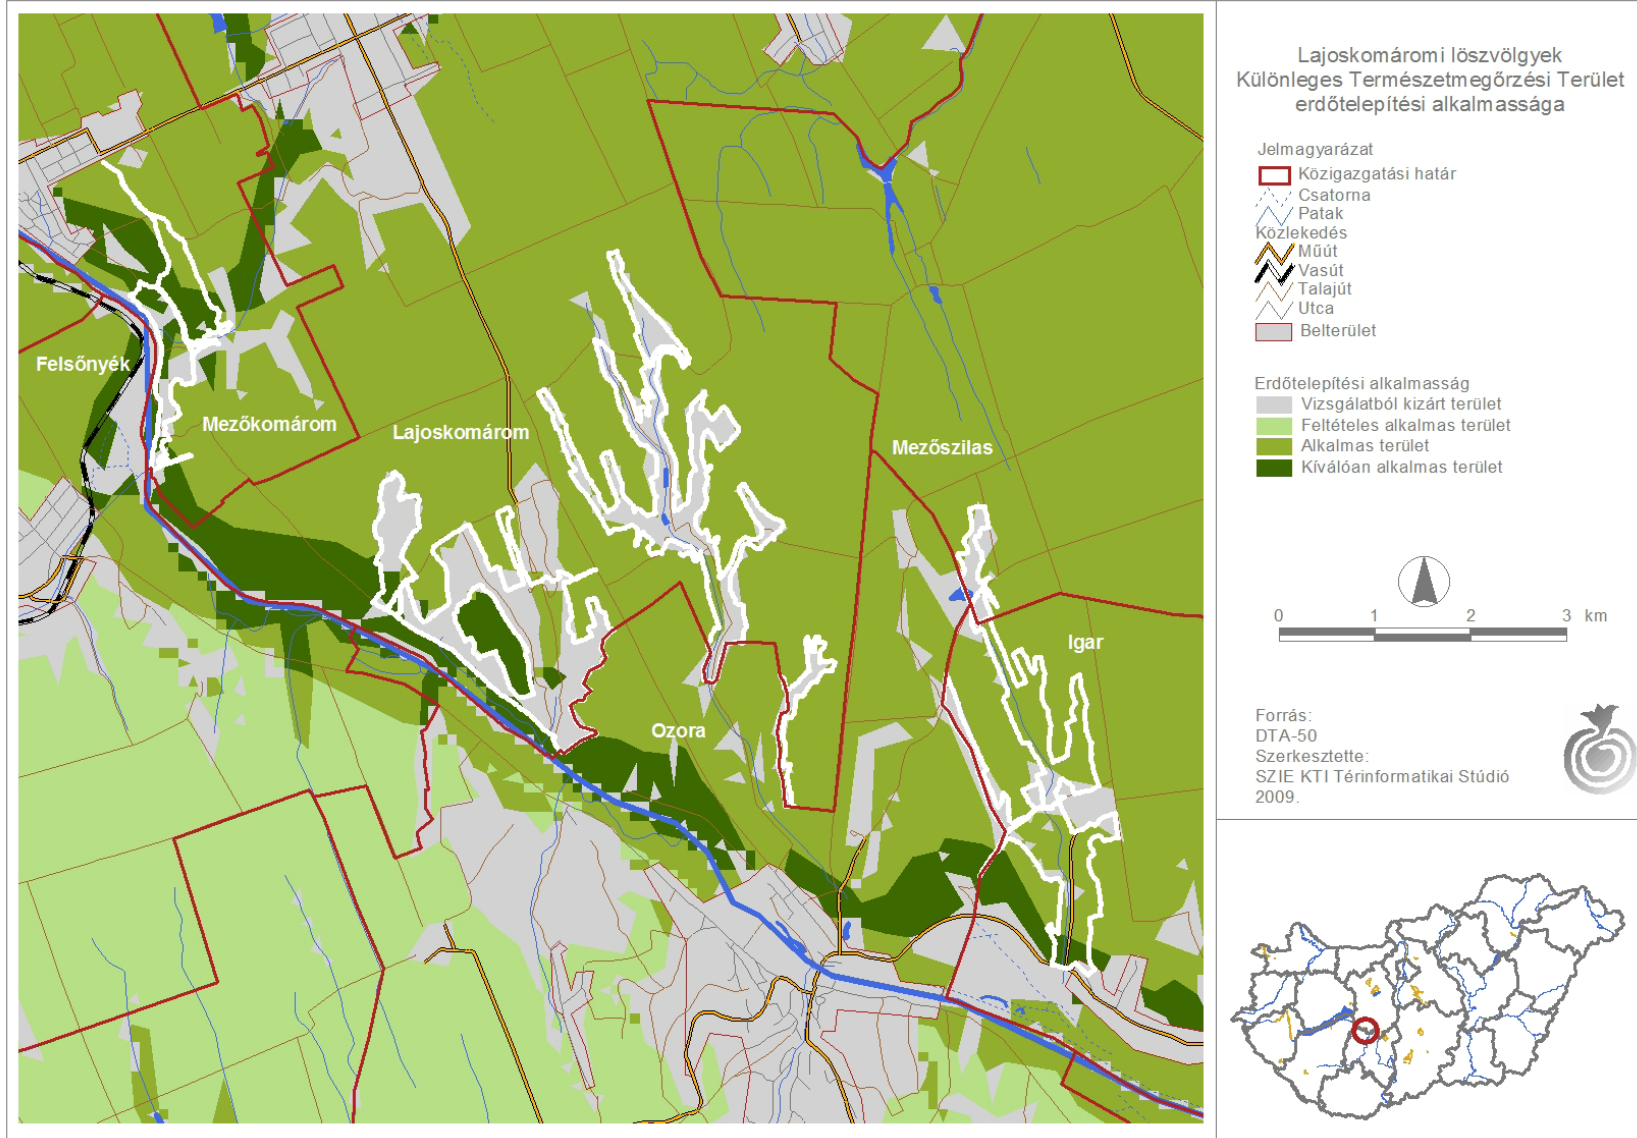 Lajoskomáromi löszvölgyek
Különleges Természetmegőrzési Terület
erdőtelepítési alkalmassága
Jelmagyarázat
Közigazgatási határ
Csatorna
Patak
Közlekedés
Műút
Vasút
Talajút
Utca
Belterület
Erdőtelepítési alkalmasság
Vizsgálatból kizárt terület
Feltételes alkalmas terület
Alkalmas terület
Kíválóan alkalmas terület
0 1 2 3 km
Forrás:
DTA-50
Szerkesztette:
SZIE KTI Térinformatikai Stúdió
2009.
Felsőnyék
Mezőkomárom
Lajoskomárom
Mezőszilas
Igar
Ozora